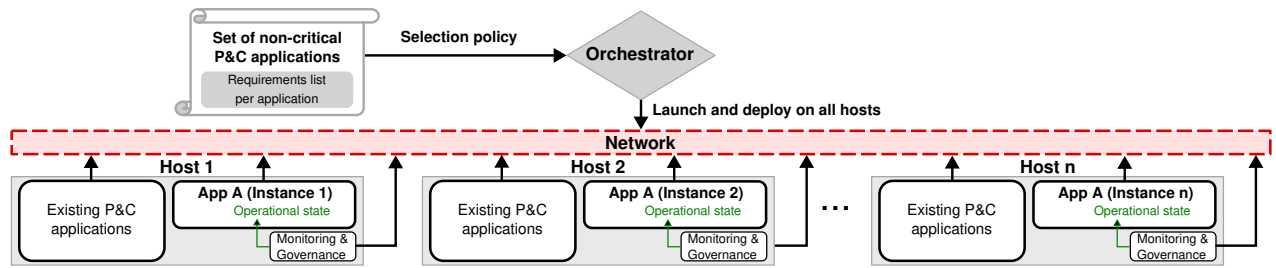 Set of non-critical
P&C applications
Requirements list
per application
Selection policy
Orchestrator
Launch and deploy on all hosts
Network
Host 1
Existing P&C
applications
App A (Instance 1)
Operational state
Monitoring &
Governance
Host 2
Existing P&C
applications
App A (Instance 2)
Operational state
Monitoring &
Governance
...
Host n
Existing P&C
applications
App A (Instance n)
Operational state
Monitoring &
Governance